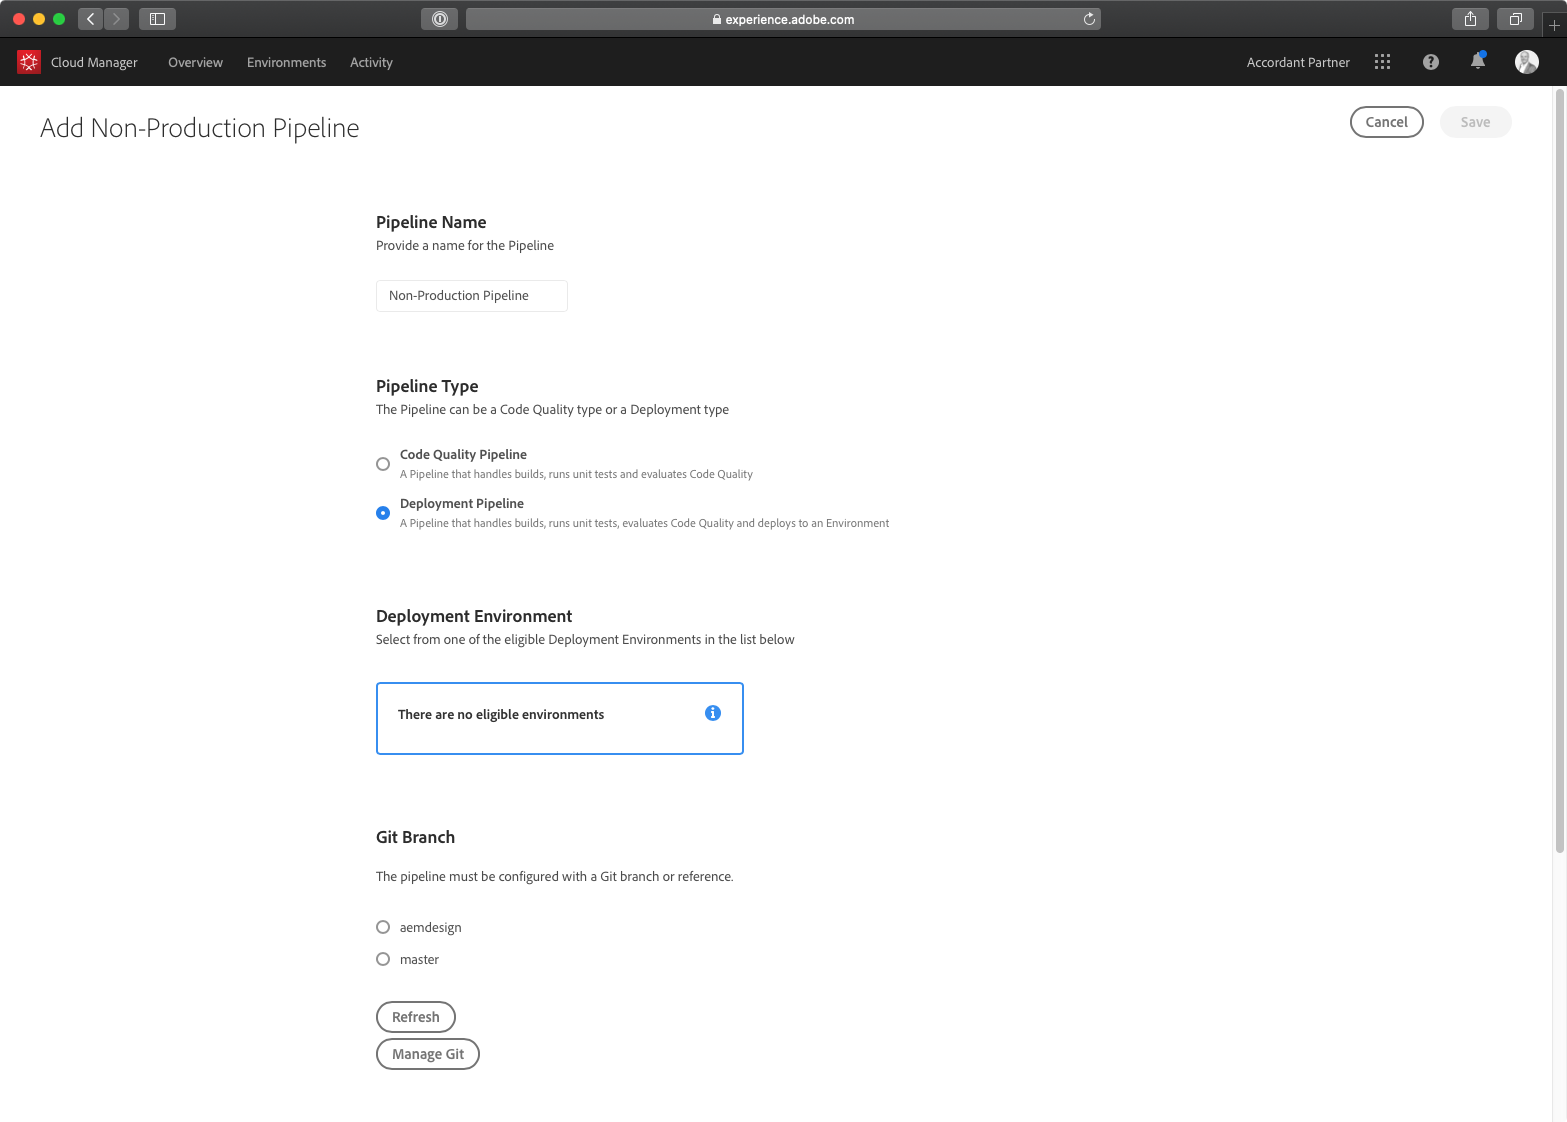 experience.adobe.com
Cloud Manager Overview Environments Activity Accordant Partner
Add Non-Production Pipeline Cancel Save
Pipeline Name
Provide a name for the Pipeline
Non-Production Pipeline
Pipeline Type
The Pipeline can be a Code Quality type or a Deployment type
Code Quality Pipeline
A Pipeline that handles builds, runs unit tests and evaluates Code Quality
Deployment Pipeline
A Pipeline that handles builds, runs unit tests, evaluates Code Quality and deploys to an Environment
Deployment Environment
Select from one of the eligible Deployment Environments in the list below
There are no eligible environments
Git Branch
The pipeline must be configured with a Git branch or reference.
aemdesign
master
Refresh
Manage Git